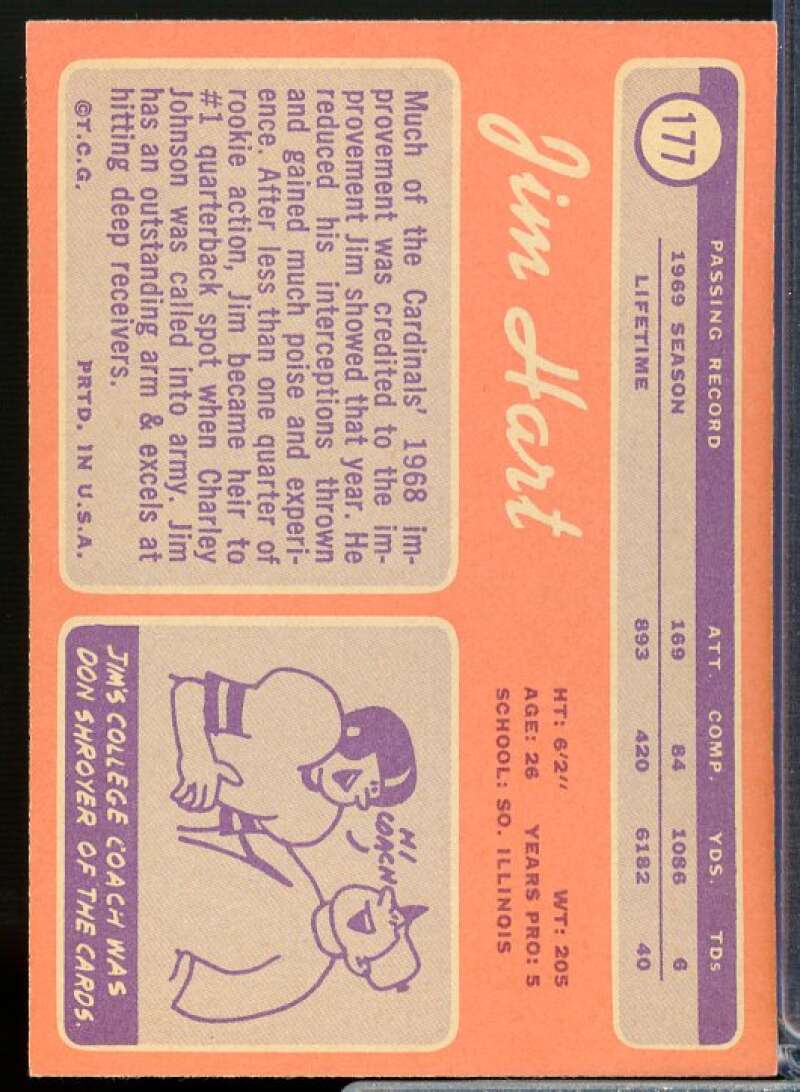 177
PASSING RECORD ATT. COMP. YDS. TDs
1969 SEASON 169 84 1086 6
LIFETIME 893 420 6182 40
Jim Hart
HT: 6'2" WT: 205
AGE: 26 YEARS PRO: 5
SCHOOL: SO. ILLINOIS
Much of the Cardinals' 1968 im-
provement was credited to the im-
provement Jim showed that year. He
reduced his interceptions thrown
and gained much poise and experi-
ence. After less than one quarter of
rookie action, Jim became heir to
#1 quarterback spot when Charley
Johnson was called into army. Jim
has an outstanding arm & excels at
hitting deep receivers.
©T.C.G. PRTD. IN U.S.A.
HI
COACH
JIM'S COLLEGE COACH WAS
DON SHROYER OF THE CARDS.